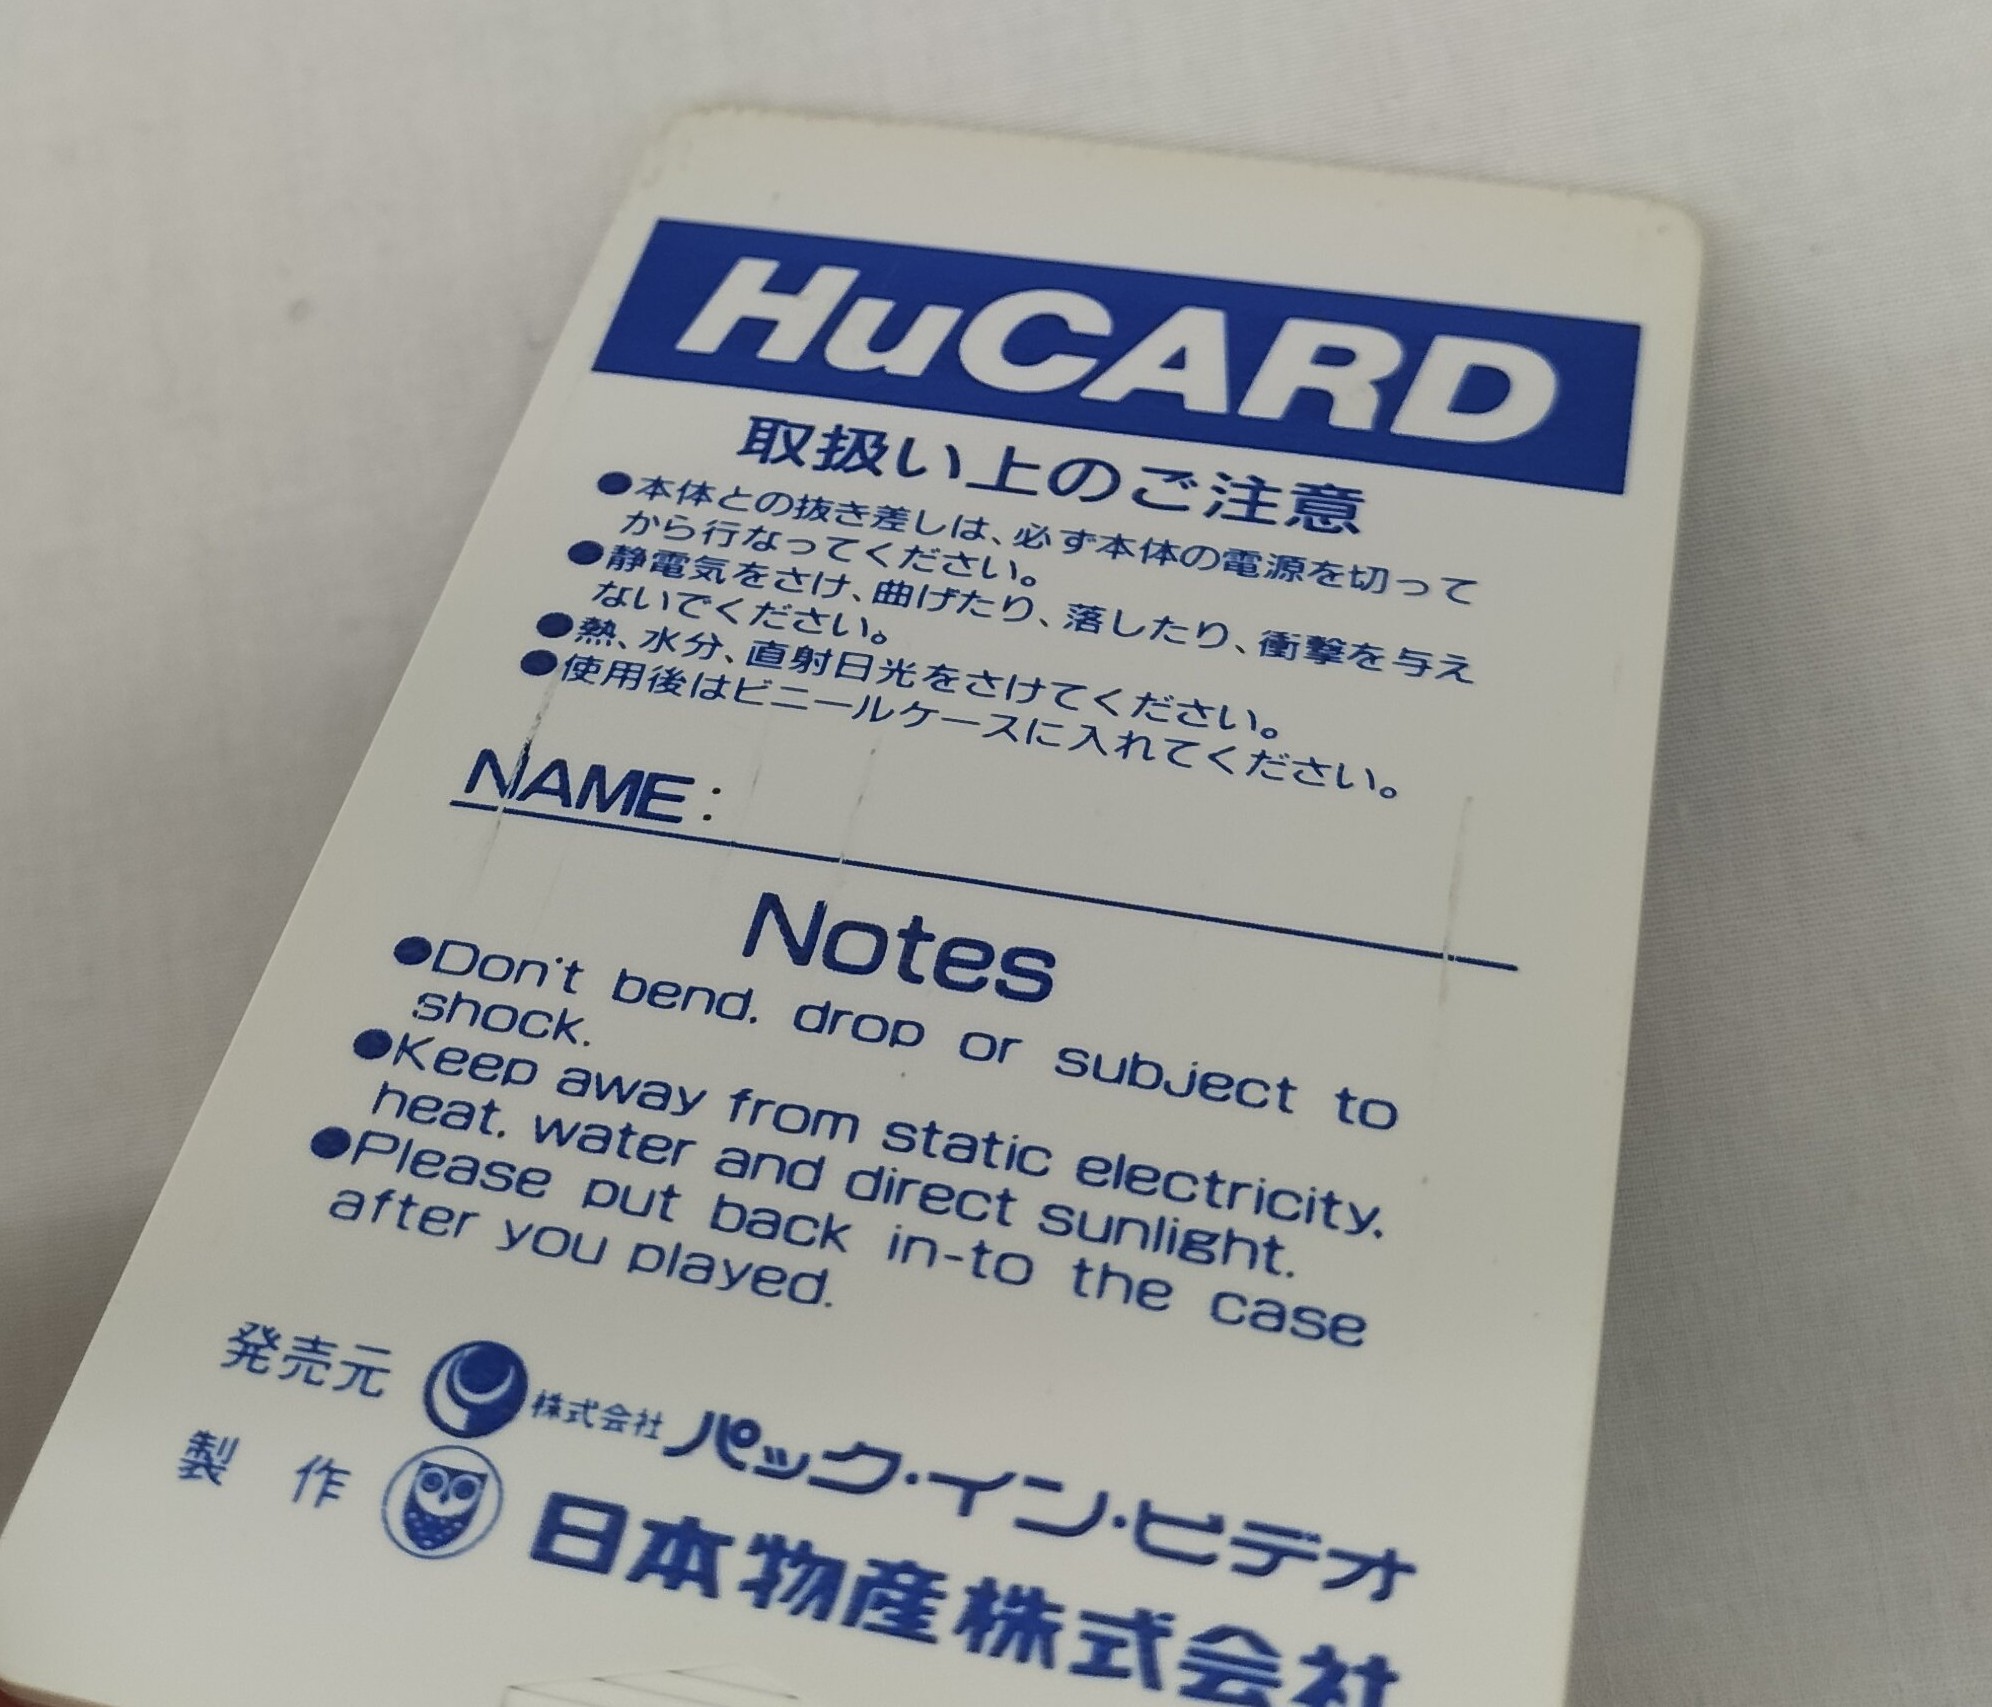 HuCARD
取扱い上のご注意
●本体との抜き差しは、必ず本体の電源を切って
から行なってください。
●静電気をさけ、曲げたり、落したり、衝撃を与え
ないでください。
●熱、水分、直射日光をさけてください。
●使用後はビニールケースに入れてください。
NAME:
Notes
●Don't bend, drop or subject to
shock.
●Keep away from static electricity,
heat, water and direct sunlight.
●Please put back in-to the case
after you played.
発売元 株式会社 パック・イン・ビデオ
製作 日本物産株式会社